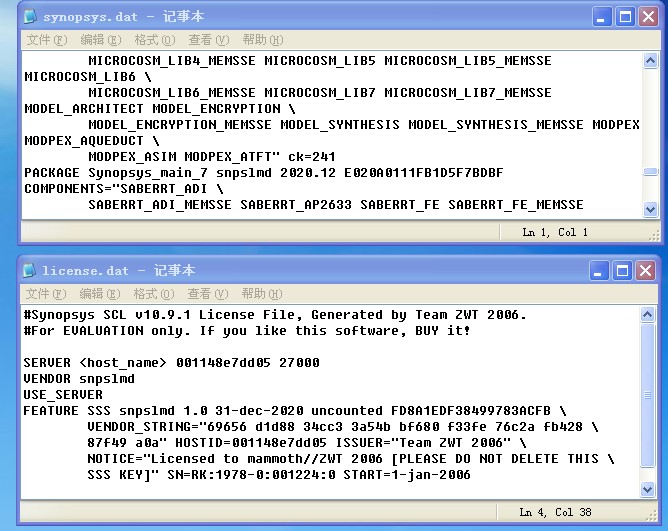 synopsys.dat - 记事本
文件(F) 编辑(E) 格式(O) 查看(V) 帮助(H)
MICROCOSM_LIB4_MEMSSE MICROCOSM_LIB5 MICROCOSM_LIB5_MEMSSE
MICROCOSM_LIB6 \
MICROCOSM_LIB6_MEMSSE MICROCOSM_LIB7 MICROCOSM_LIB7_MEMSSE
MODEL_ARCHITECT MODEL_ENCRYPTION \
MODEL_ENCRYPTION_MEMSSE MODEL_SYNTHESIS MODEL_SYNTHESIS_MEMSSE MODPEX
MODPEX_AQUEDUCT \
MODPEX_ASIM MODPEX_ATFT" ck=241
PACKAGE Synopsys_main_7 snpslmd 2020.12 E020A0111FB1D5F7BDBF
COMPONENTS="SABERRT_ADI \
SABERRT_ADI_MEMSSE SABERRT_AP2633 SABERRT_FE SABERRT_FE_MEMSSE
Ln 1, Col 1
license.dat - 记事本
文件(F) 编辑(E) 格式(O) 查看(V) 帮助(H)
#Synopsys SCL v10.9.1 License File, Generated by Team ZWT 2006.
#For EVALUATION only. If you like this software, BUY it!
SERVER <host_name> 001148e7dd05 27000
VENDOR snpslmd
USE_SERVER
FEATURE SSS snpslmd 1.0 31-dec-2020 uncounted FD8A1EDF38499783ACFB \
VENDOR_STRING="69656 d1d88 34cc3 3a54b bf680 f33fe 76c2a fb428 \
87f49 a0a" HOSTID=001148e7dd05 ISSUER="Team ZWT 2006" \
NOTICE="Licensed to mammoth//ZWT 2006 [PLEASE DO NOT DELETE THIS \
SSS KEY]" SN=RK:1978-0:001224:0 START=1-jan-2006
Ln 4, Col 38